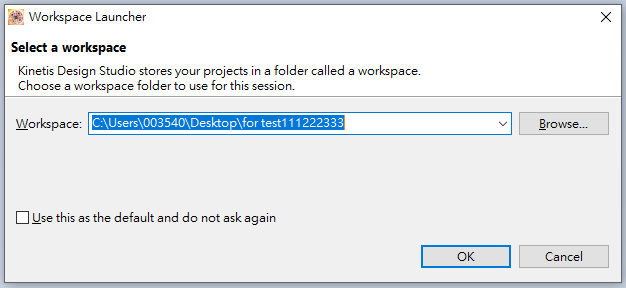 Workspace Launcher
Select a workspace
Kinetis Design Studio stores your projects in a folder called a workspace.
Choose a workspace folder to use for this session.
Workspace: C:\Users\003540\Desktop\for test111222333 Browse...
Use this as the default and do not ask again
OK Cancel